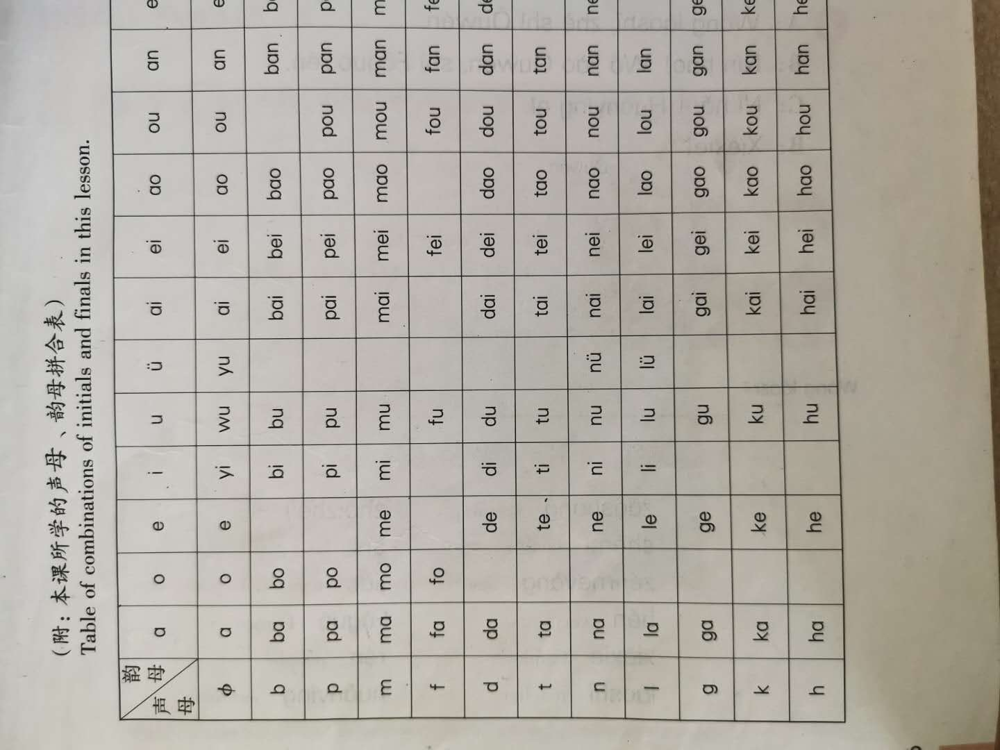 (附：本课所学的声母、韵母拼合表)
Table of combinations of initials and finals in this lesson.
韵母 声母 a o e i u ü ai ei ao ou an
ϕ a o e yi wu yu ai ei ao ou an
b ba bo bi bu bai bei bao ban
p pa po pi pu pai pei pao pou pan
m ma mo me mi mu mai mei mao mou man
f fa fo fu fei fou fan
d da de di du dai dei dao dou dan
t ta te ti tu tai tei tao tou tan
n na ne ni nu nü nai nei nao nou nan
l la le li lu lü lai lei lao lou lan
g ga ge gu gai gei gao gou gan
k ka ke ku kai kei kao kou kan
h ha he hu hai hei hao hou han